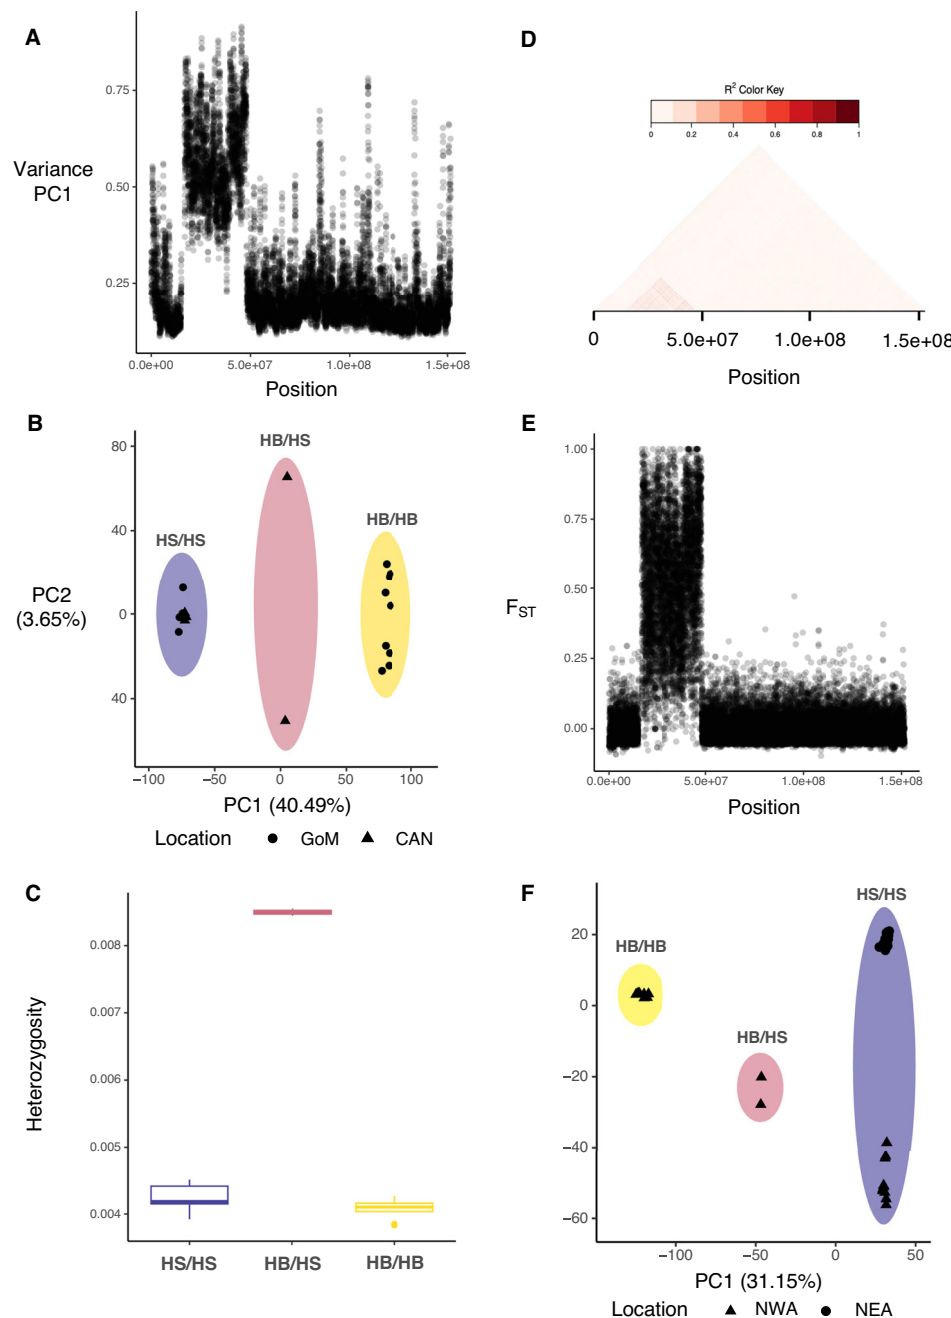 A
Variance
PC1
0.75
0.50
0.25
0.0e+00
5.0e+07
1.0e+08
1.5e+08
Position
D
R2 Color Key
0
0.2
0.4
0.6
0.8
1
0
5.0e+07
1.0e+08
1.5e+08
Position
B
HB/HS
HS/HS
HB/HB
PC2
(3.65%)
80
40
0
40
−100
−50
0
50
100
PC1 (40.49%)
Location
GoM
CAN
E
FST
1.00
0.75
0.50
0.25
0.00
0.0e+00
5.0e+07
1.0e+08
1.5e+08
Position
C
Heterozygosity
0.008
0.007
0.006
0.005
0.004
HS/HS
HB/HS
HB/HB
F
HS/HS
HB/HB
HB/HS
20
0
−20
−40
−60
−100
−50
0
50
PC1 (31.15%)
Location
NWA
NEA